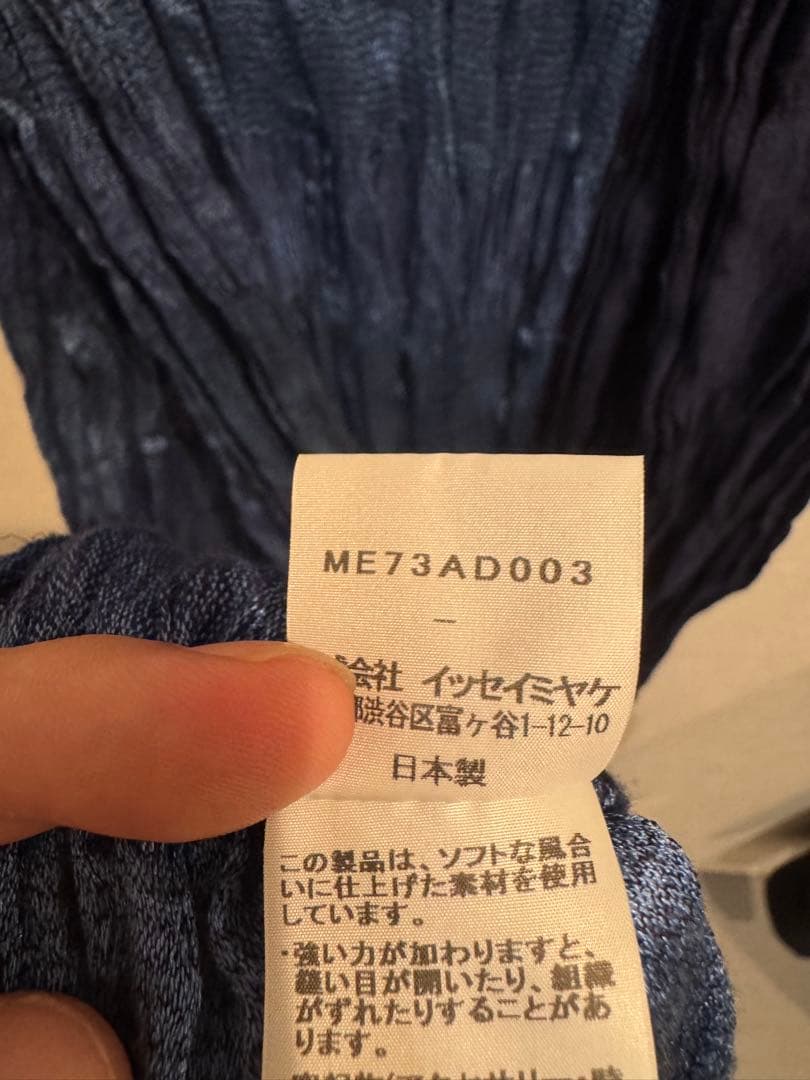 ME73AD003
—
式会社 イッセイミヤケ
都渋谷区富ヶ谷1-12-10
日本製
この製品は、ソフトな風合
いに仕上げた素材を使用
しています。
・強い力が加わりますと、
縫い目が開いたり、組織
がずれたりすることがあ
ります。